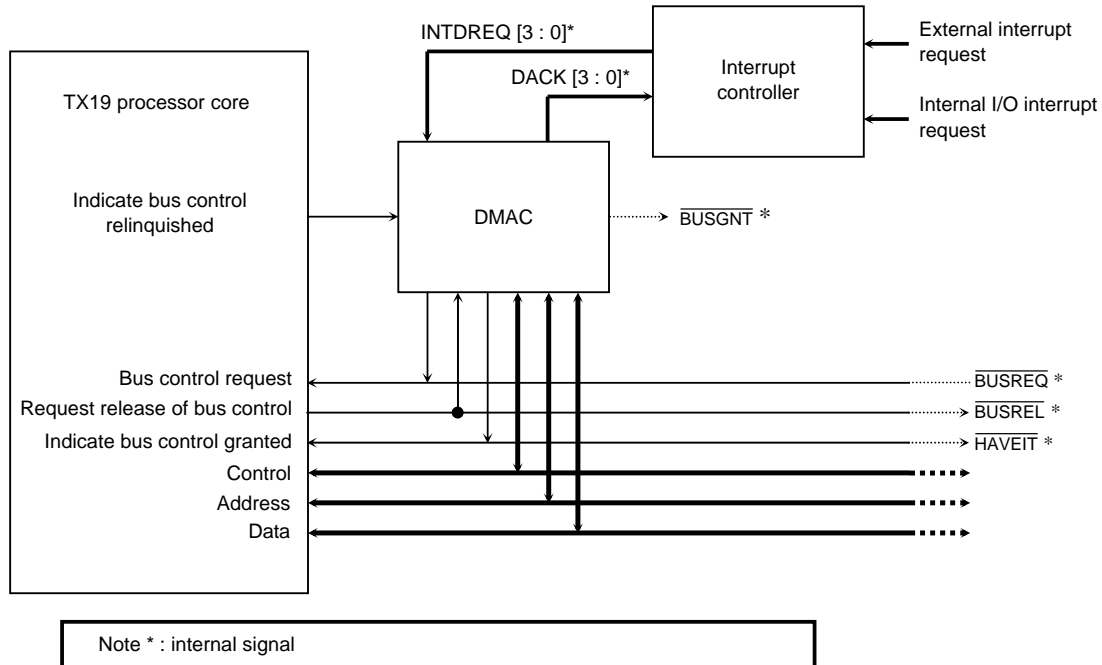 INTDREQ [3 : 0]*
DACK [3 : 0]*
External interrupt
request
Interrupt
controller
Internal I/O interrupt
request
TX19 processor core
Indicate bus control
relinquished
DMAC
BUSGNT *
Bus control request
BUSREQ *
Request release of bus control
BUSREL *
Indicate bus control granted
HAVEIT *
Control
Address
Data
Note * : internal signal